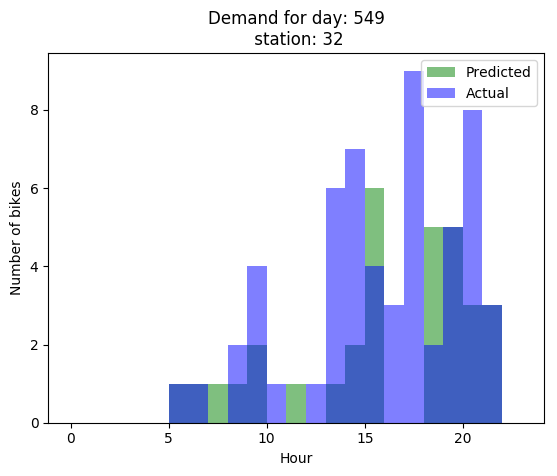 Demand for day: 549
station: 32
Predicted
Actual
Number of bikes
8
6
4
2
0
0
5
10
15
20
Hour